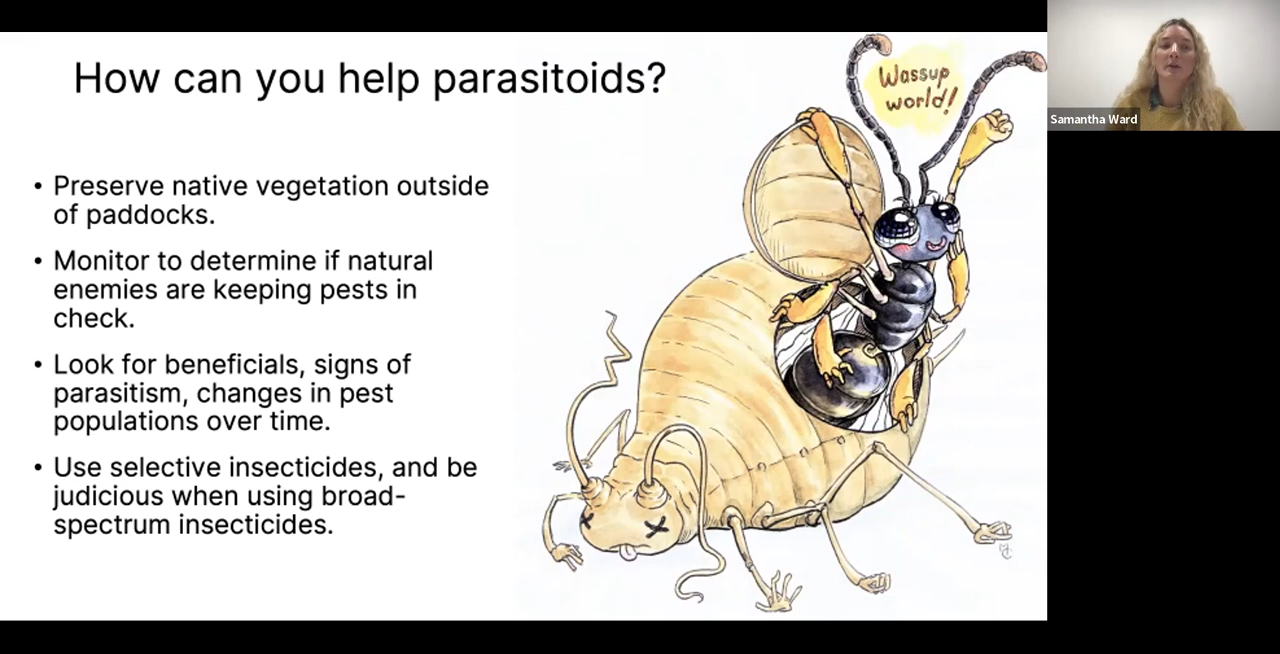 How can you help parasitoids?
Wassup
world!
Samantha Ward
• Preserve native vegetation outside
of paddocks.
• Monitor to determine if natural
enemies are keeping pests in
check.
• Look for beneficials, signs of
parasitism, changes in pest
populations over time.
• Use selective insecticides, and be
judicious when using broad-
spectrum insecticides.